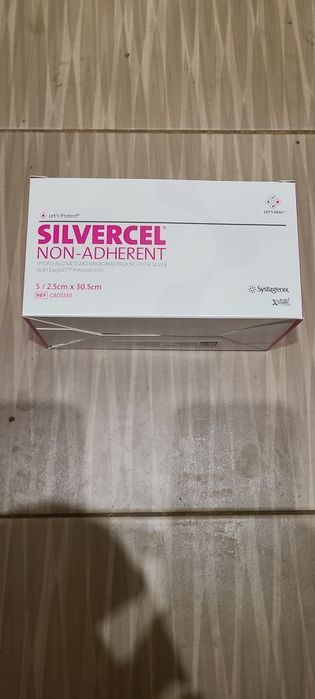 Let's Protect®
LET'S HEAL®
SILVERCEL®
NON-ADHERENT
HYDRO-ALGINATE ANTIMICROBIAL PACKING WITH SILVER
With EasyLIFT™ Precision Film
5 / 2.5cm x 30.5cm
REF CAD7230
Systagenix